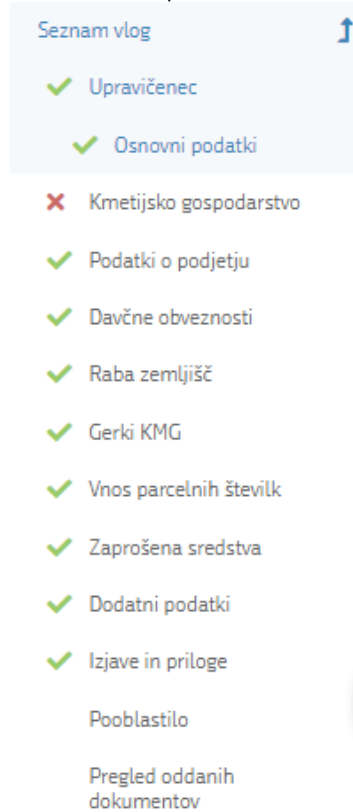 Seznam vlog
Upravičenec
Osnovni podatki
Kmetijsko gospodarstvo
Podatki o podjetju
Davčne obveznosti
Raba zemljišč
Gerki KMG
Vnos parcelnih številk
Zaprošena sredstva
Dodatni podatki
Izjave in priloge
Pooblastilo
Pregled oddanih
dokumentov